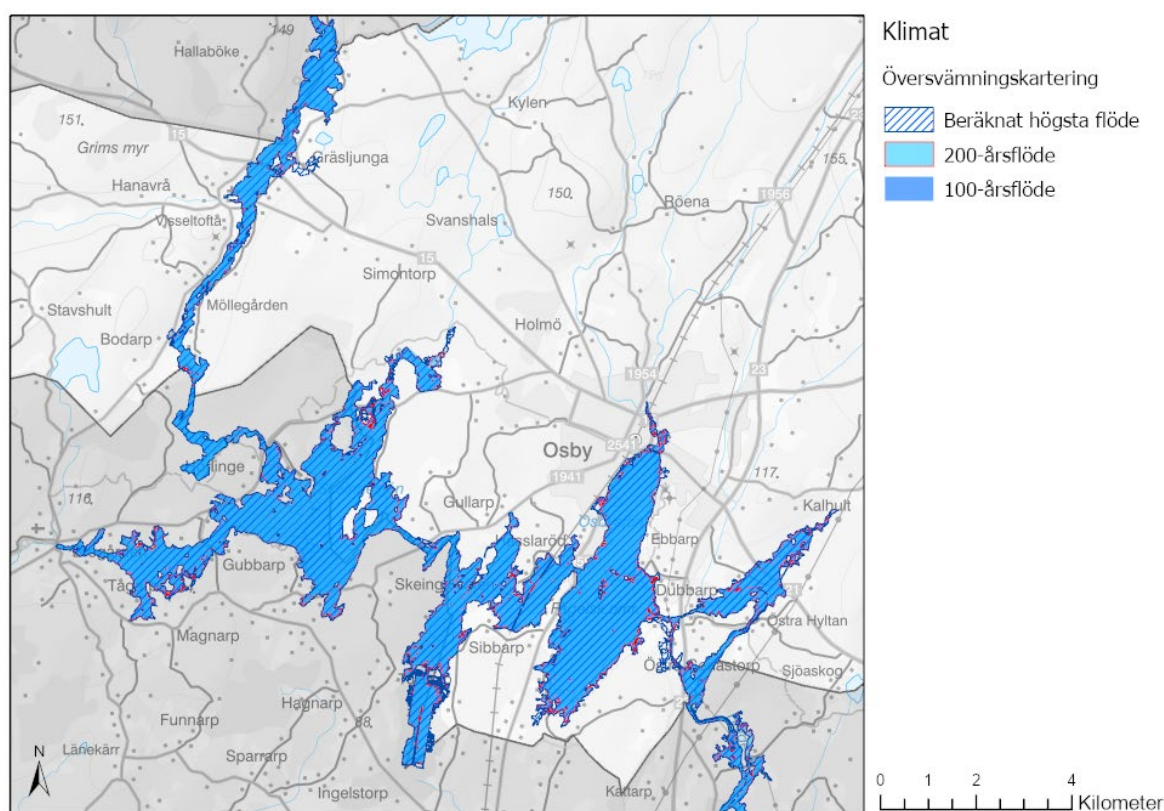 Klimat
Översvämningskartering
Beräknat högsta flöde
200-årsflöde
100-årsflöde
149
Hallaböke
Kylen
151.
15
Grims myr
Gräsljunga
155.
Hanavrå
150.
1956
Röena
Visseltofta
Svanshals
15
Simontorp
Stavshult
Möllegården
Holmö
Bodarp
1954
23
Osby
2541
117.
116.
1941
Gullarp
Kalhult
Ebbarp
Gubbarp
Dubbarp
21
Magnarp
Sibbarp
Östra Hyltan
Sjöaskog
Hagnarp
Funnarp
88.
Länekärr
Sparrarp
N
Ingelstorp
Kattarp
0 1 2 4
Kilometer